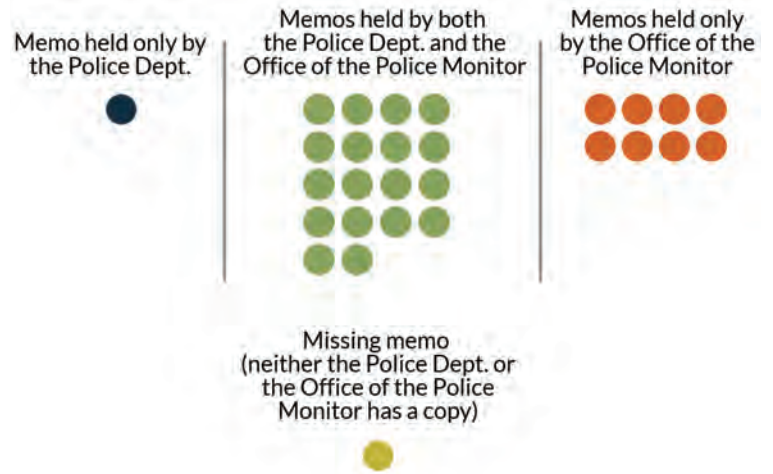 Memo held only by
the Police Dept.
Memos held by both
the Police Dept. and the
Office of the Police Monitor
Memos held only
by the Office of the
Police Monitor
Missing memo
(neither the Police Dept. or
the Office of the Police
Monitor has a copy)